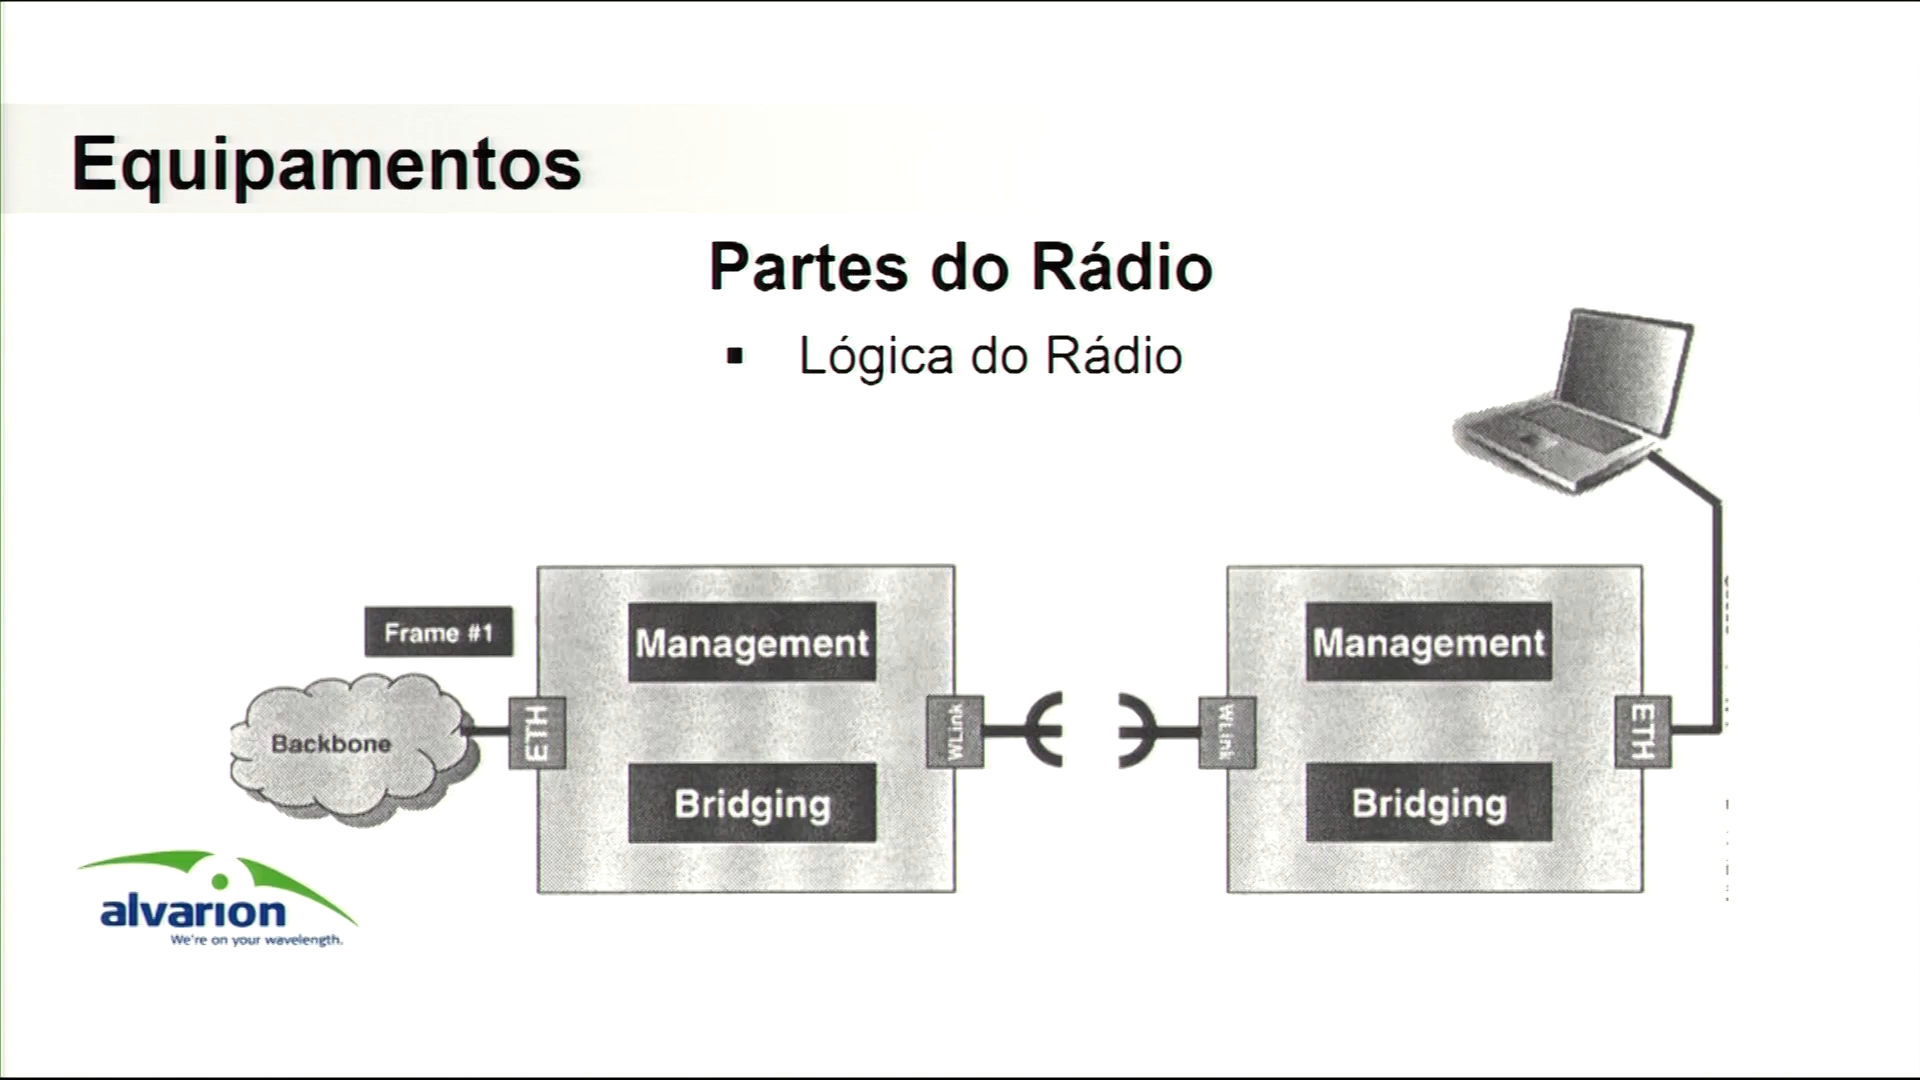 Equipamentos
Partes do Rádio
▪ Lógica do Rádio
Frame #1
Backbone
ETH
Management
Bridging
WLink
WLink
Management
Bridging
ETH
alvarion
We're on your wavelength.